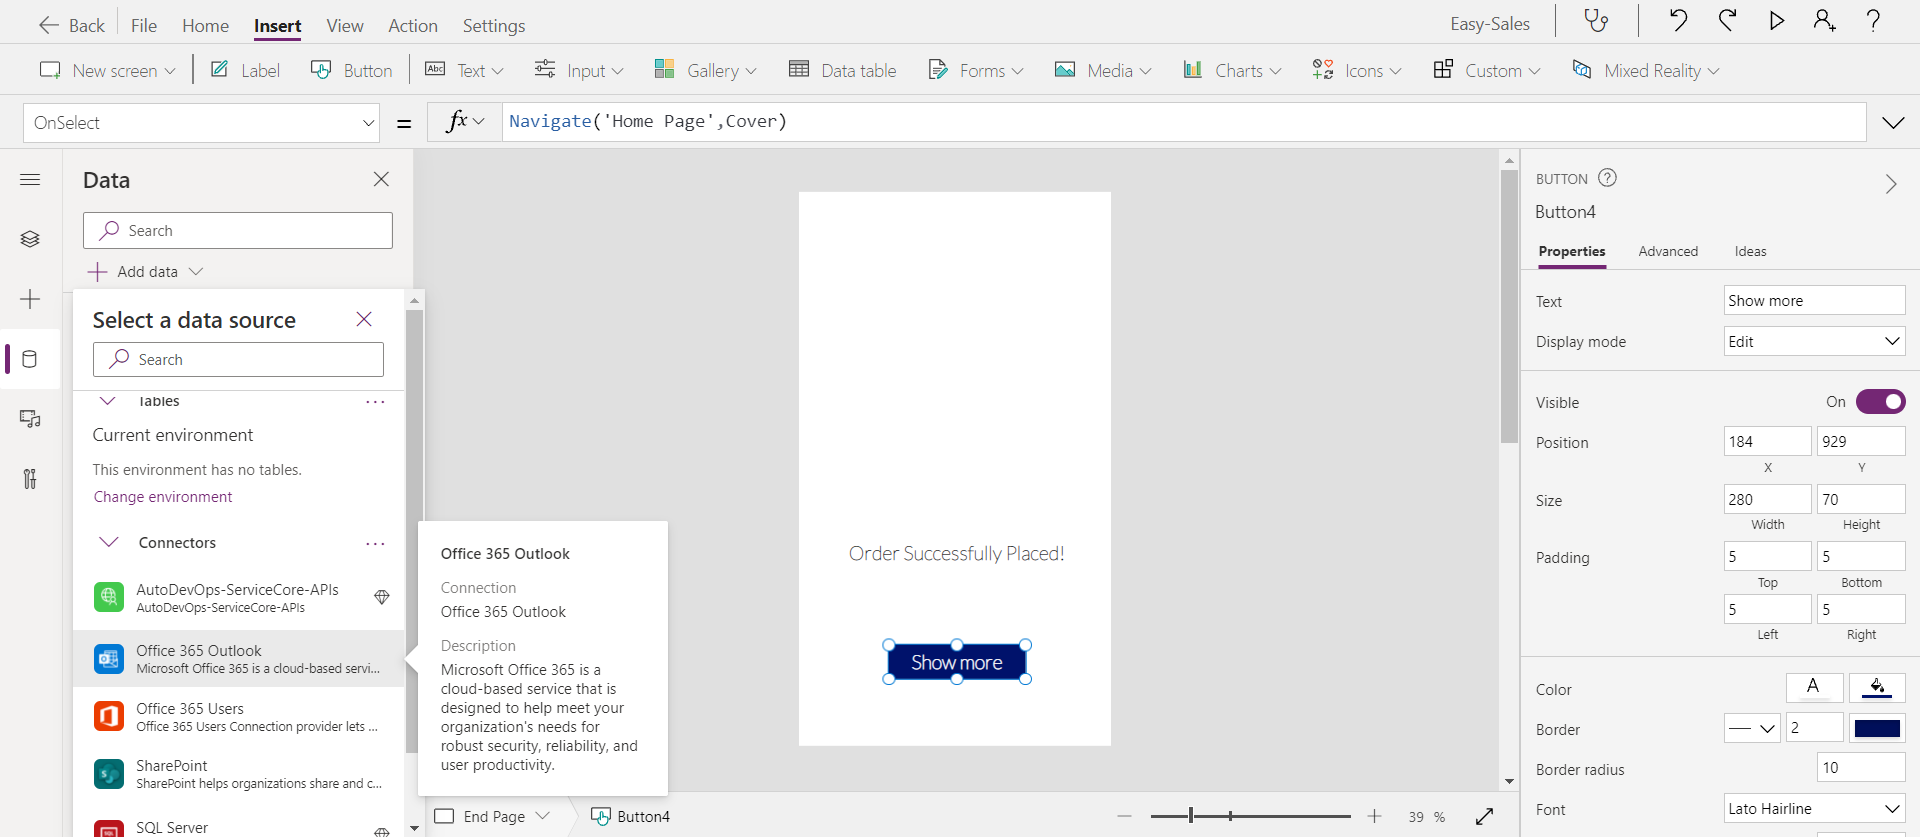 Back
File
Home
Insert
View
Action
Settings
Easy-Sales
New screen
Label
Button
Abc
Text
Input
Gallery
Data table
Forms
Media
Charts
Icons
Custom
Mixed Reality
OnSelect
=
fx
Navigate('Home Page',Cover)
Data
Search
Add data
Select a data source
Search
Tables
Current environment
This environment has no tables.
Change environment
Connectors
AutoDevOps-ServiceCore-APIs
AutoDevOps-ServiceCore-APIs
Office 365 Outlook
Microsoft Office 365 is a cloud-based servi...
Office 365 Users
Office 365 Users Connection provider lets ...
SharePoint
SharePoint helps organizations share and c...
SQL Server
Office 365 Outlook
Connection
Office 365 Outlook
Description
Microsoft Office 365 is a
cloud-based service that is
designed to help meet your
organization's needs for
robust security, reliability, and
user productivity.
Order Successfully Placed!
Show more
End Page
Button4
39 %
BUTTON
Button4
Properties
Advanced
Ideas
Text
Show more
Display mode
Edit
Visible
On
Position
184
929
X
Y
Size
280
70
Width
Height
Padding
5
5
Top
Bottom
5
5
Left
Right
Color
A
Border
2
Border radius
10
Font
Lato Hairline